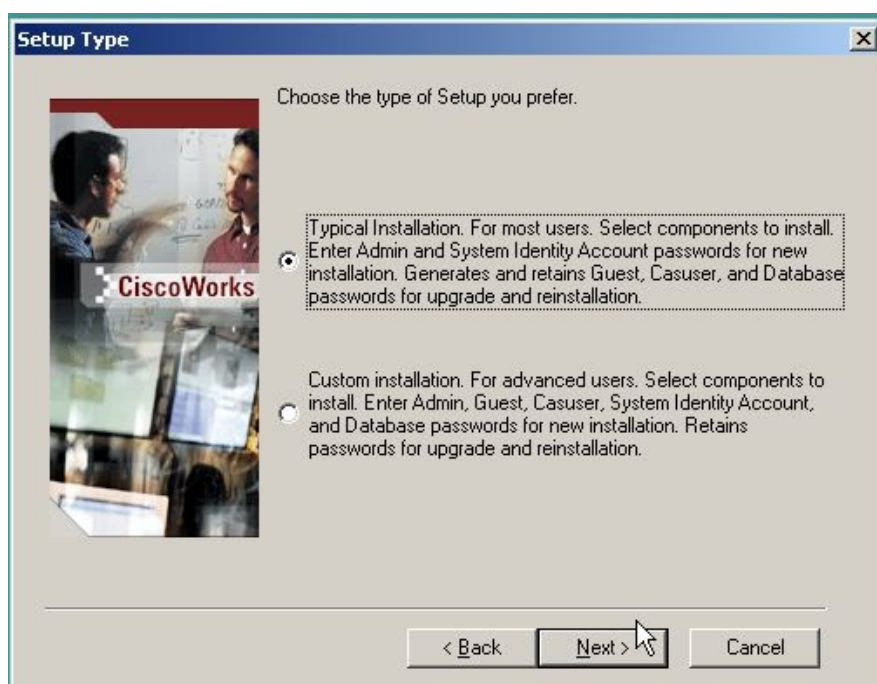 Setup Type
Choose the type of Setup you prefer.
Typical Installation. For most users. Select components to install.
Enter Admin and System Identity Account passwords for new
installation. Generates and retains Guest, Casuser, and Database
passwords for upgrade and reinstallation.
CiscoWorks
Custom installation. For advanced users. Select components to
install. Enter Admin, Guest, Casuser, System Identity Account,
and Database passwords for new installation. Retains
passwords for upgrade and reinstallation.
< Back Next > Cancel